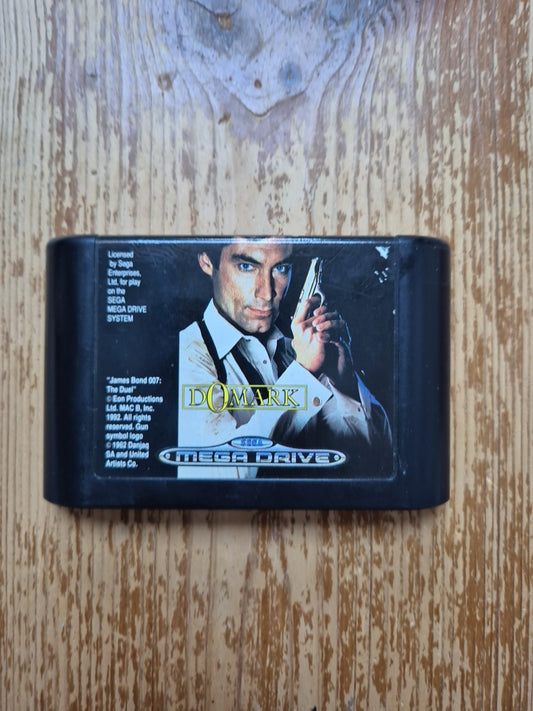 Licensed
by Sega
Enterprises,
Ltd. for play
on the
SEGA
MEGA DRIVE
SYSTEM
"James Bond 007:
The Duel"
© Eon Productions
Ltd. MAC B, Inc.
1992. All rights
reserved. Gun
symbol logo
© 1962 Danjaq
SA and United
Artists Co.
DOMARK
SEGA
MEGA DRIVE